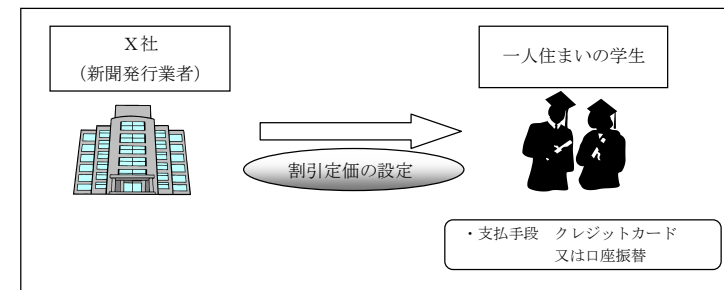 X社
（新聞発行業者）
一人住まいの学生
割引定価の設定
・支払手段　クレジットカード
又は口座振替